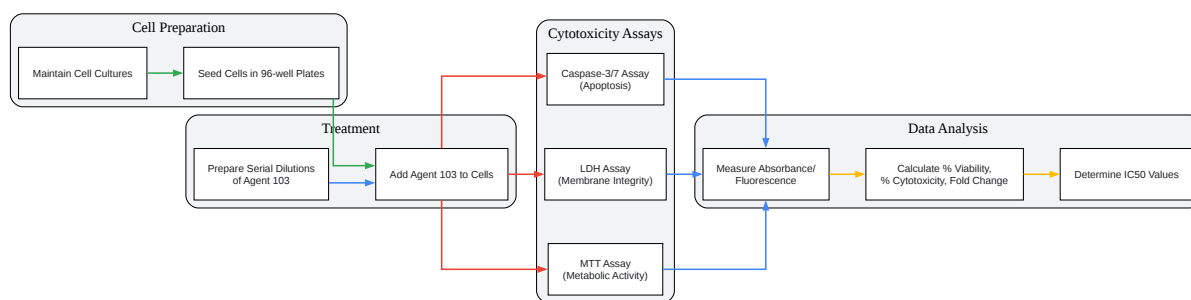 Cell Preparation
Maintain Cell Cultures
Seed Cells in 96-well Plates
Treatment
Prepare Serial Dilutions
of Agent 103
Add Agent 103 to Cells
Cytotoxicity Assays
Caspase-3/7 Assay
(Apoptosis)
LDH Assay
(Membrane Integrity)
MTT Assay
(Metabolic Activity)
Data Analysis
Measure Absorbance/
Fluorescence
Calculate % Viability,
% Cytotoxicity, Fold Change
Determine IC50 Values